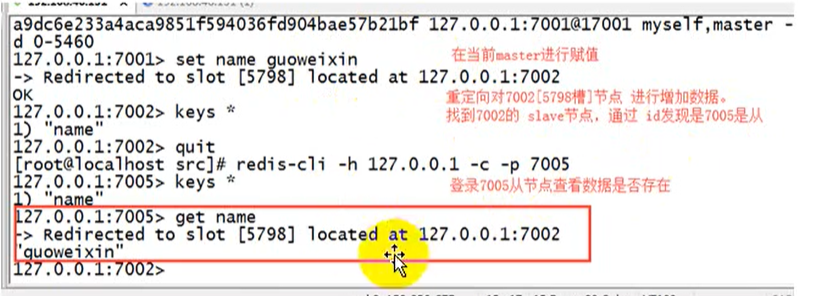 a9dc6e233a4aca9851f594036fd904bae57b21bf 127.0.0.1:7001@17001 myself,master -
d 0-5460
127.0.0.1:7001> set name guoweixin 在当前master进行赋值
-> Redirected to slot [5798] located at 127.0.0.1:7002
OK 重定向对7002[5798槽]节点 进行增加数据。
127.0.0.1:7002> keys * 找到7002的 slave节点，通过 id发现是7005是从
1) "name"
127.0.0.1:7002> quit
[root@localhost src]# redis-cli -h 127.0.0.1 -c -p 7005
127.0.0.1:7005> keys * 登录7005从节点查看数据是否存在
1) "name"
127.0.0.1:7005> get name
-> Redirected to slot [5798] located at 127.0.0.1:7002
"guoweixin"
127.0.0.1:7002>